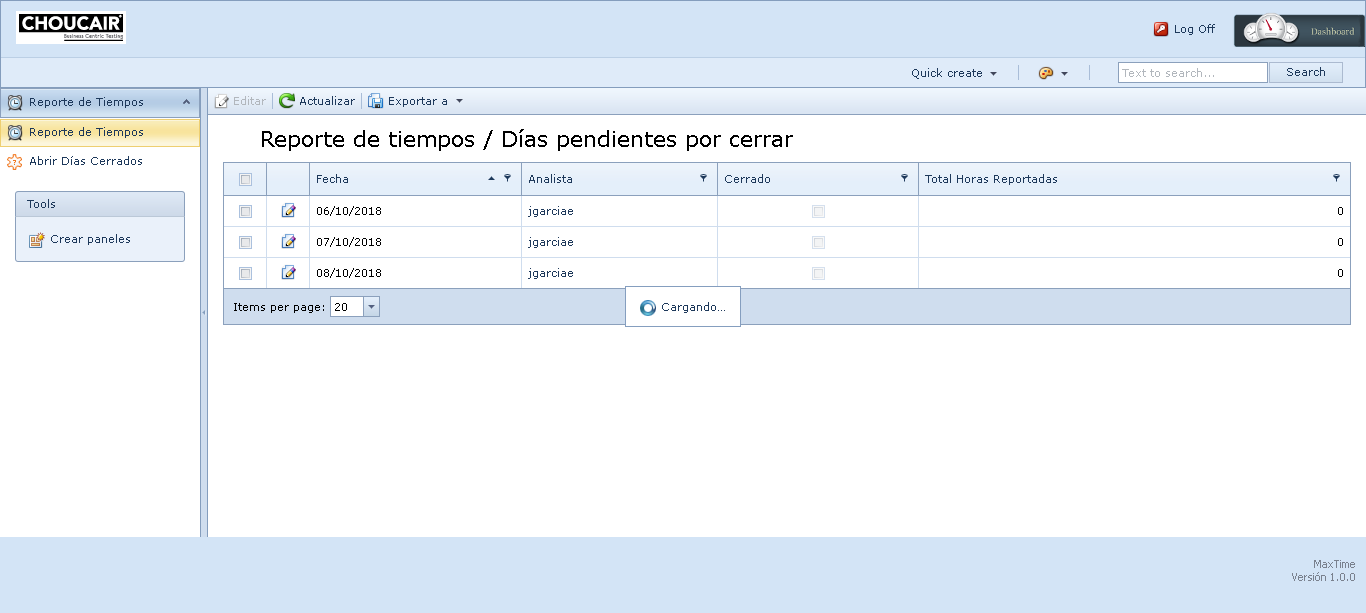 CHOUCAIR
Business Centric Testing
Log Off
Dashboard
Quick create
Text to search...
Search
Reporte de Tiempos
Reporte de Tiempos
Abrir Días Cerrados
Tools
Crear paneles
Editar
Actualizar
Exportar a
Reporte de tiempos / Días pendientes por cerrar
Fecha Analista Cerrado Total Horas Reportadas
06/10/2018 jgarciae 0
07/10/2018 jgarciae 0
08/10/2018 jgarciae 0
Items per page: 20
Cargando...
MaxTime
Versión 1.0.0